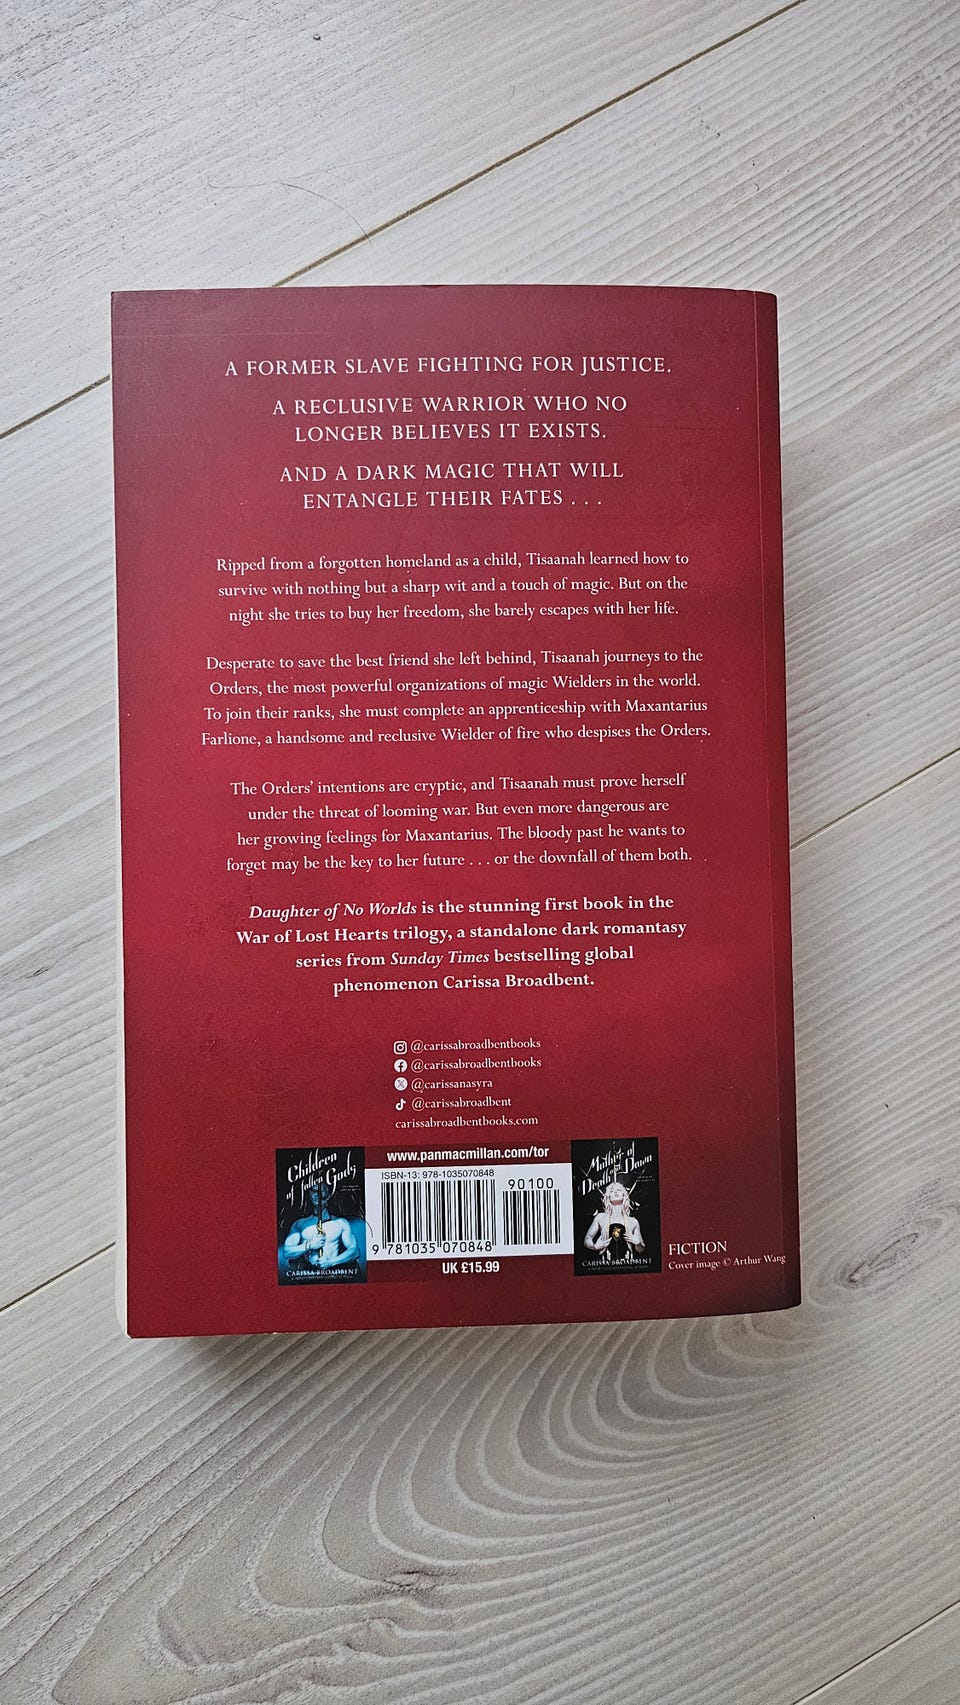 A FORMER SLAVE FIGHTING FOR JUSTICE.
A RECLUSIVE WARRIOR WHO NO
LONGER BELIEVES IT EXISTS.
AND A DARK MAGIC THAT WILL
ENTANGLE THEIR FATES . . .
Ripped from a forgotten homeland as a child, Tisaanah learned how to
survive with nothing but a sharp wit and a touch of magic. But on the
night she tries to buy her freedom, she barely escapes with her life.
Desperate to save the best friend she left behind, Tisaanah journeys to the
Orders, the most powerful organizations of magic Wielders in the world.
To join their ranks, she must complete an apprenticeship with Maxantarius
Farlione, a handsome and reclusive Wielder of fire who despises the Orders.
The Orders' intentions are cryptic, and Tisaanah must prove herself
under the threat of looming war. But even more dangerous are
her growing feelings for Maxantarius. The bloody past he wants to
forget may be the key to her future . . . or the downfall of them both.
Daughter of No Worlds is the stunning first book in the
War of Lost Hearts trilogy, a standalone dark romantasy
series from Sunday Times bestselling global
phenomenon Carissa Broadbent.
@carissabroadbentbooks
@carissabroadbentbooks
@carissanasyra
@carissabroadbent
carissabroadbentbooks.com
www.panmacmillan.com/tor
ISBN-13: 978-1035070848
90100
9 781035 070848
UK £15.99
Children
of Fallen Gods
CARISSA BROADBENT
Mother of
Death & Dawn
CARISSA BROADBENT
FICTION
Cover image © Arthur Wang